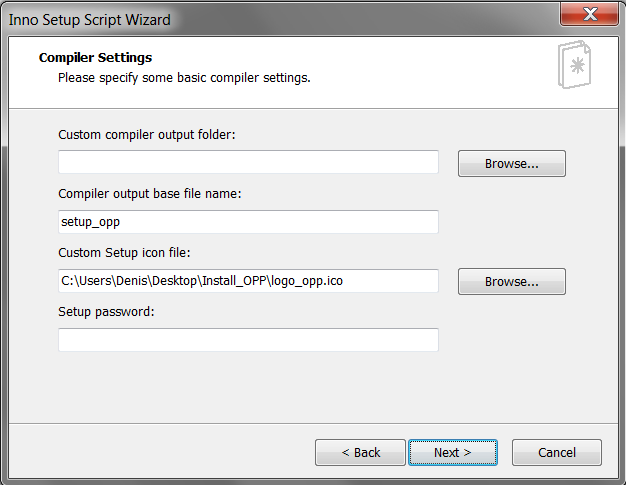 Inno Setup Script Wizard
Compiler Settings
Please specify some basic compiler settings.
Custom compiler output folder:
Browse...
Compiler output base file name:
setup_opp
Custom Setup icon file:
C:\Users\Denis\Desktop\Install_OPP\logo_opp.ico
Browse...
Setup password:
< Back
Next >
Cancel